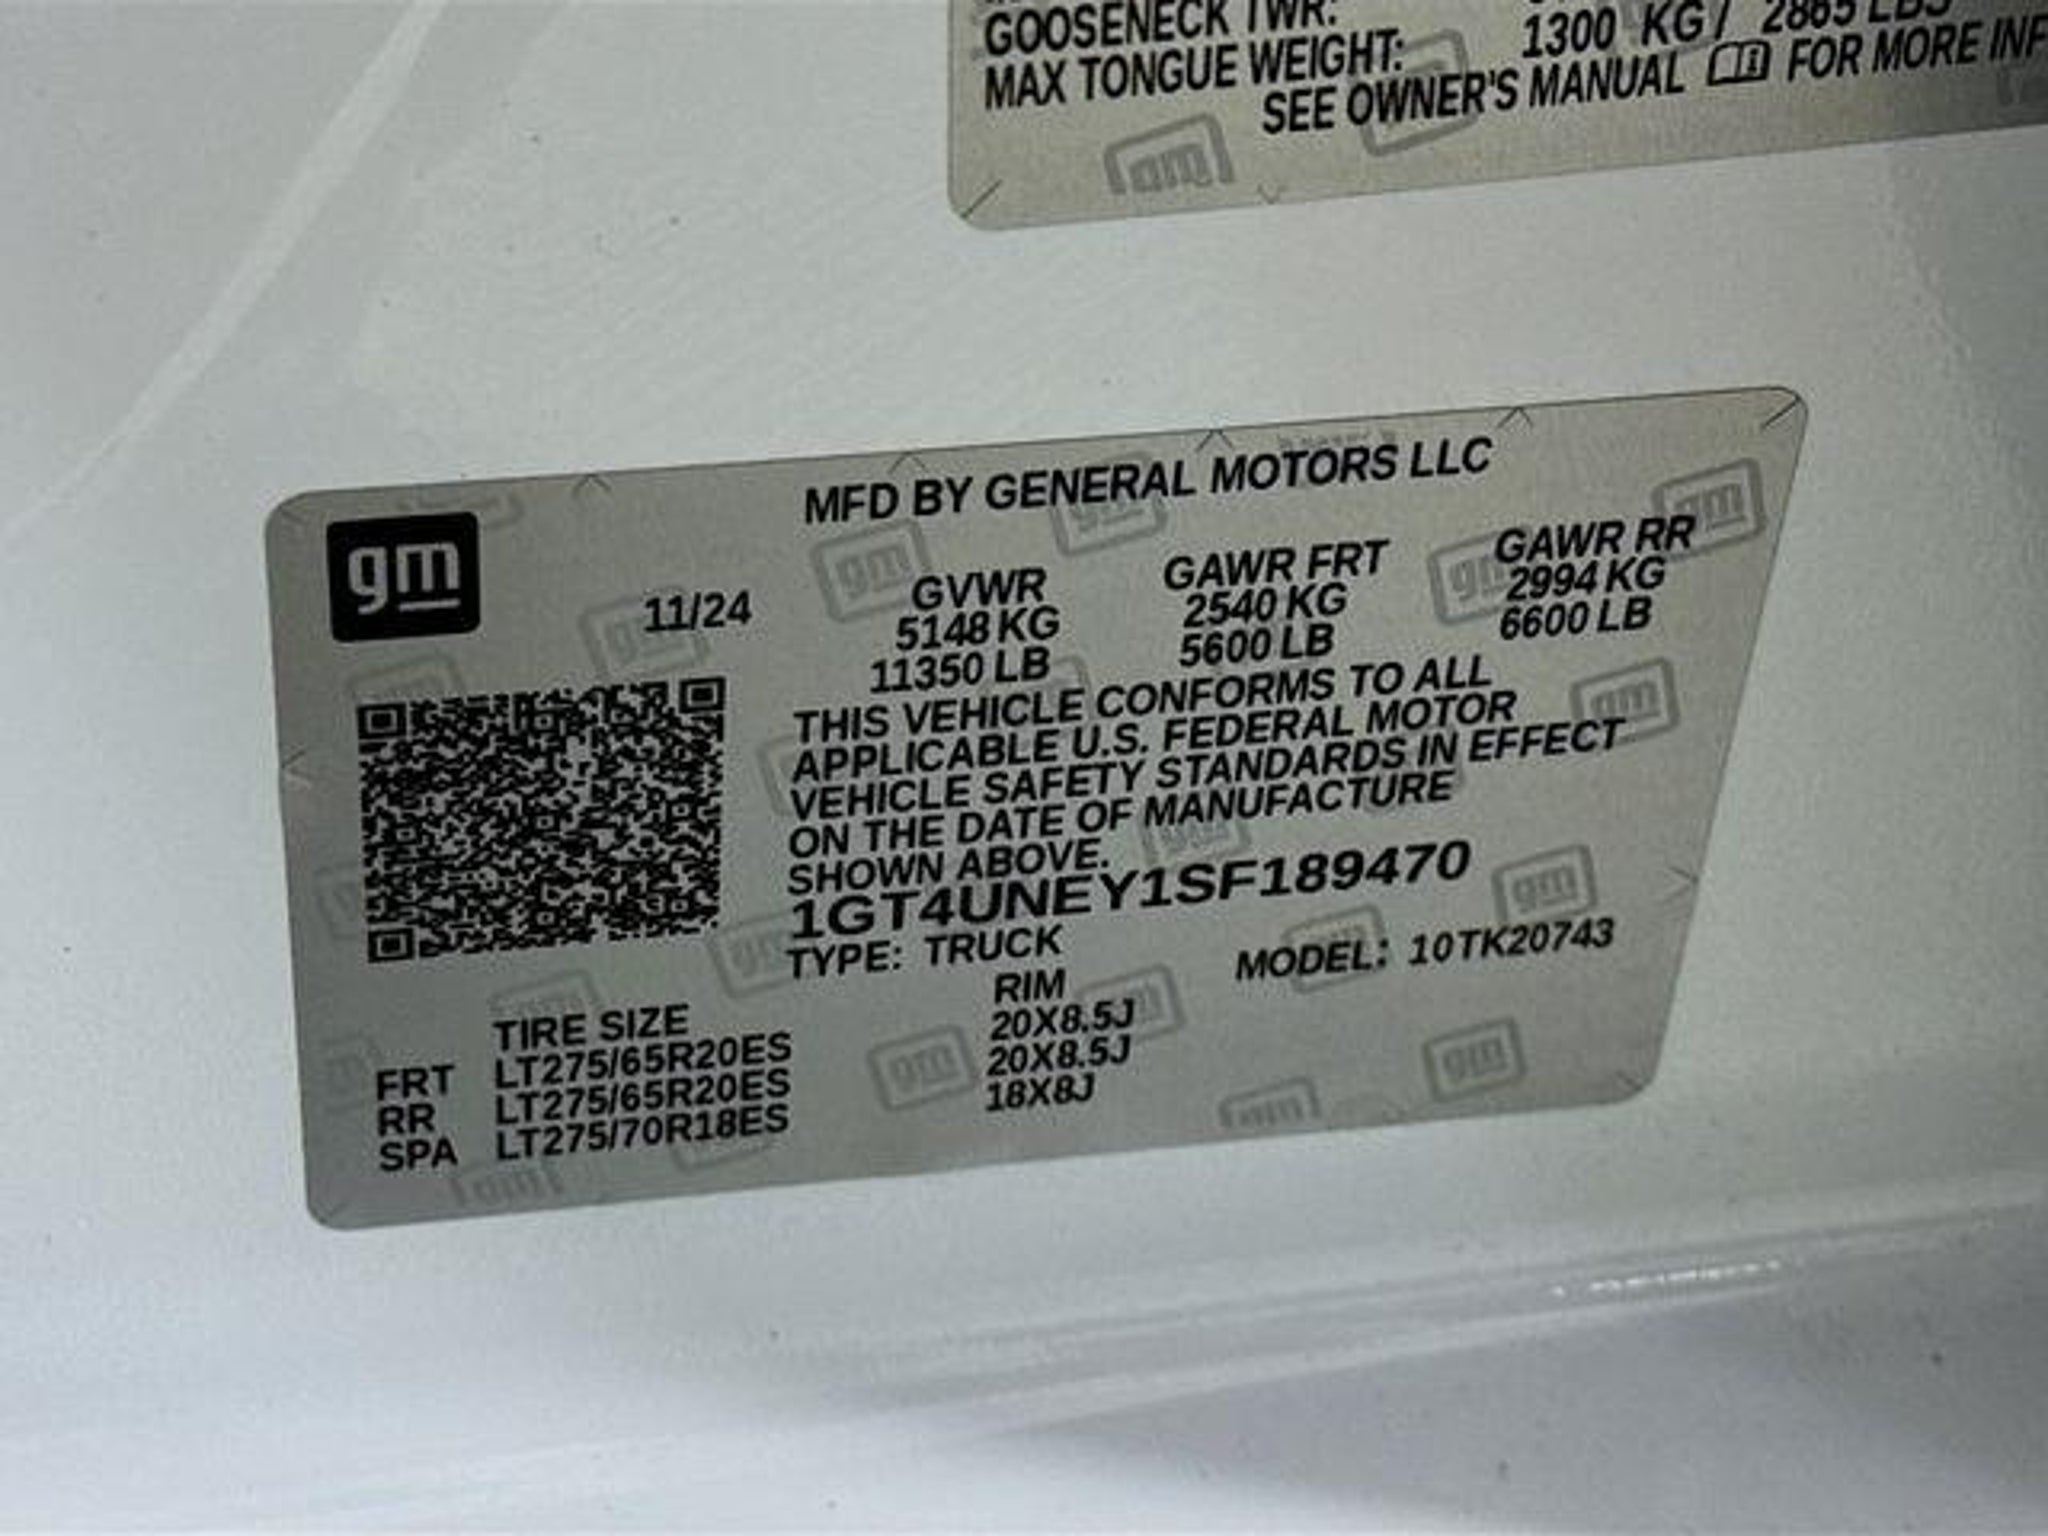 GOOSENECK TWR:
MAX TONGUE WEIGHT: 1300 KG / 2865 LBS
SEE OWNER'S MANUAL FOR MORE INF
gm
MFD BY GENERAL MOTORS LLC
11/24 GVWR GAWR FRT GAWR RR
5148 KG 2540 KG 2994 KG
11350 LB 5600 LB 6600 LB
THIS VEHICLE CONFORMS TO ALL
APPLICABLE U.S. FEDERAL MOTOR
VEHICLE SAFETY STANDARDS IN EFFECT
ON THE DATE OF MANUFACTURE
SHOWN ABOVE.
1GT4UNEY1SF189470
TYPE: TRUCK MODEL: 10TK20743
TIRE SIZE RIM
FRT LT275/65R20ES 20X8.5J
RR LT275/65R20ES 20X8.5J
SPA LT275/70R18ES 18X8J